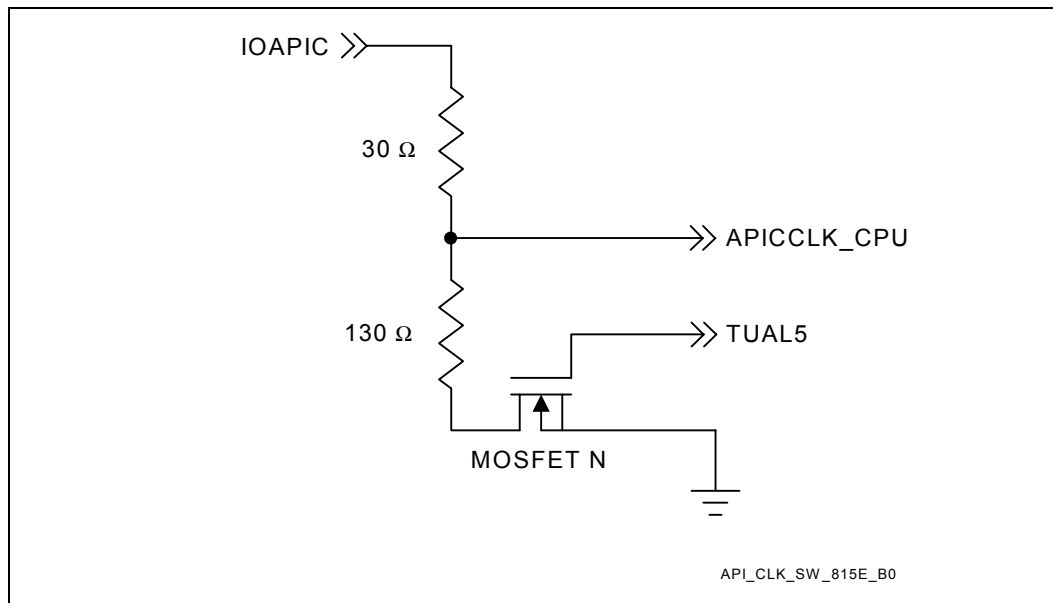 IOAPIC
30 Ω
APICCLK_CPU
130 Ω
TUAL5
MOSFET N
API_CLK_SW_815E_B0